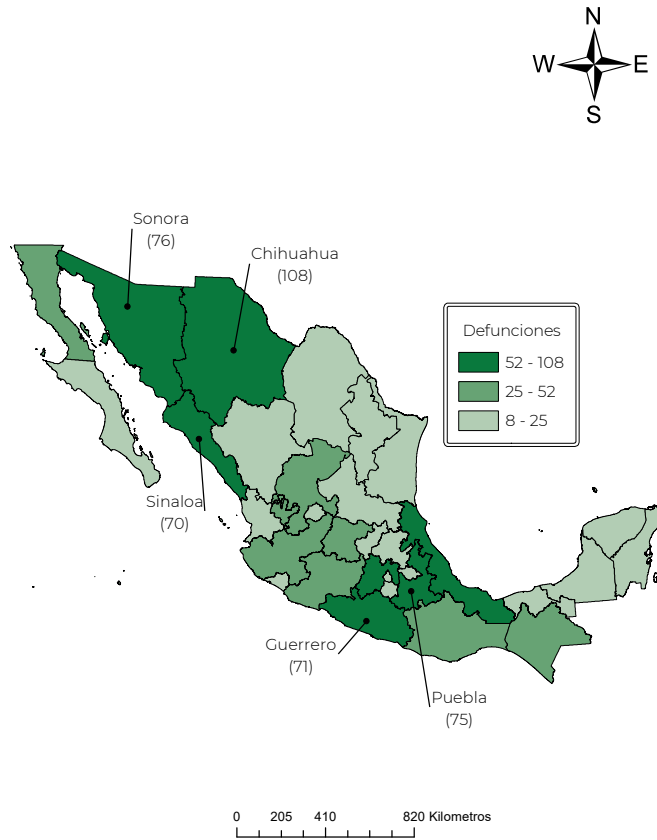 N
W E
S
Sonora
(76)
Chihuahua
(108)
Defunciones
52 - 108
25 - 52
8 - 25
Sinaloa
(70)
Guerrero
(71)
Puebla
(75)
0 205 410 820 Kilometros